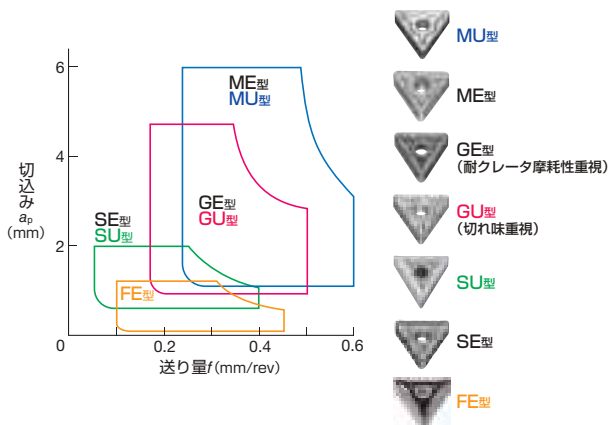 6
4
2
0
0.2
0.4
0.6
切込み
aₚ
(mm)
送り量f(mm/rev)
ME型
MU型
GE型
GU型
SE型
SU型
FE型
MU型
ME型
GE型
(耐クレータ摩耗性重視)
GU型
(切れ味重視)
SU型
SE型
FE型